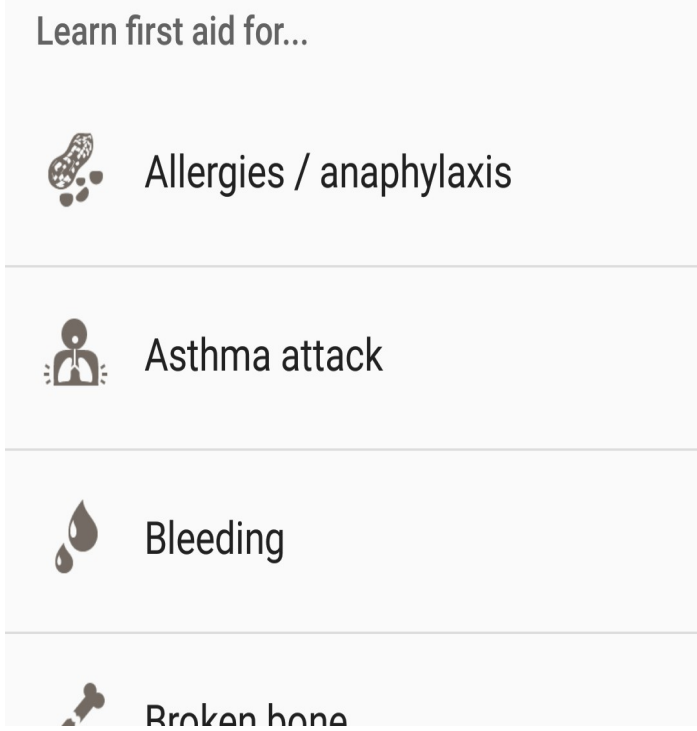 Learn first aid for...
Allergies / anaphylaxis
Asthma attack
Bleeding
Broken bone